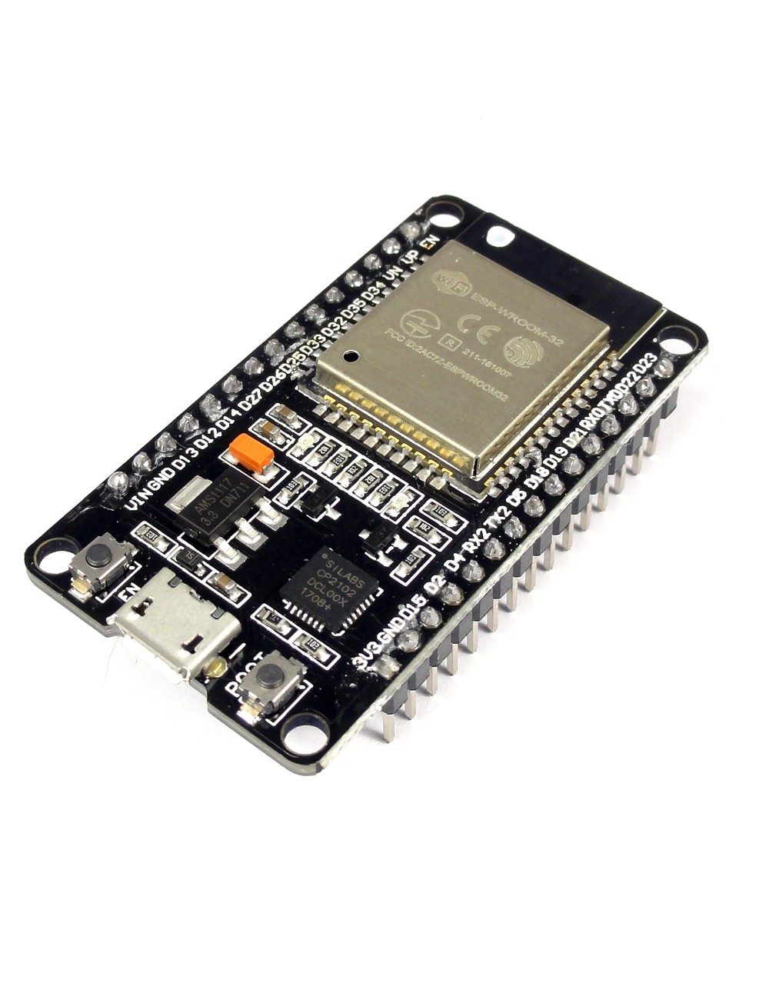 EN
VP
VN
D34
D35
D32
D33
D25
D26
D27
D14
D12
D13
GND
VIN
WiFi
ESP-WROOM-32
CE
R 211-161007
FCC ID:2AC7Z-ESPWROOM32
D23
D22
TX0
RX0
D21
D19
D18
D5
TX2
RX2
D4
D2
D15
GND
3V3
AMS1117
3.3 DN711
SILABS
CP2102
DCL00X
1708+
EN
BOOT
103
102